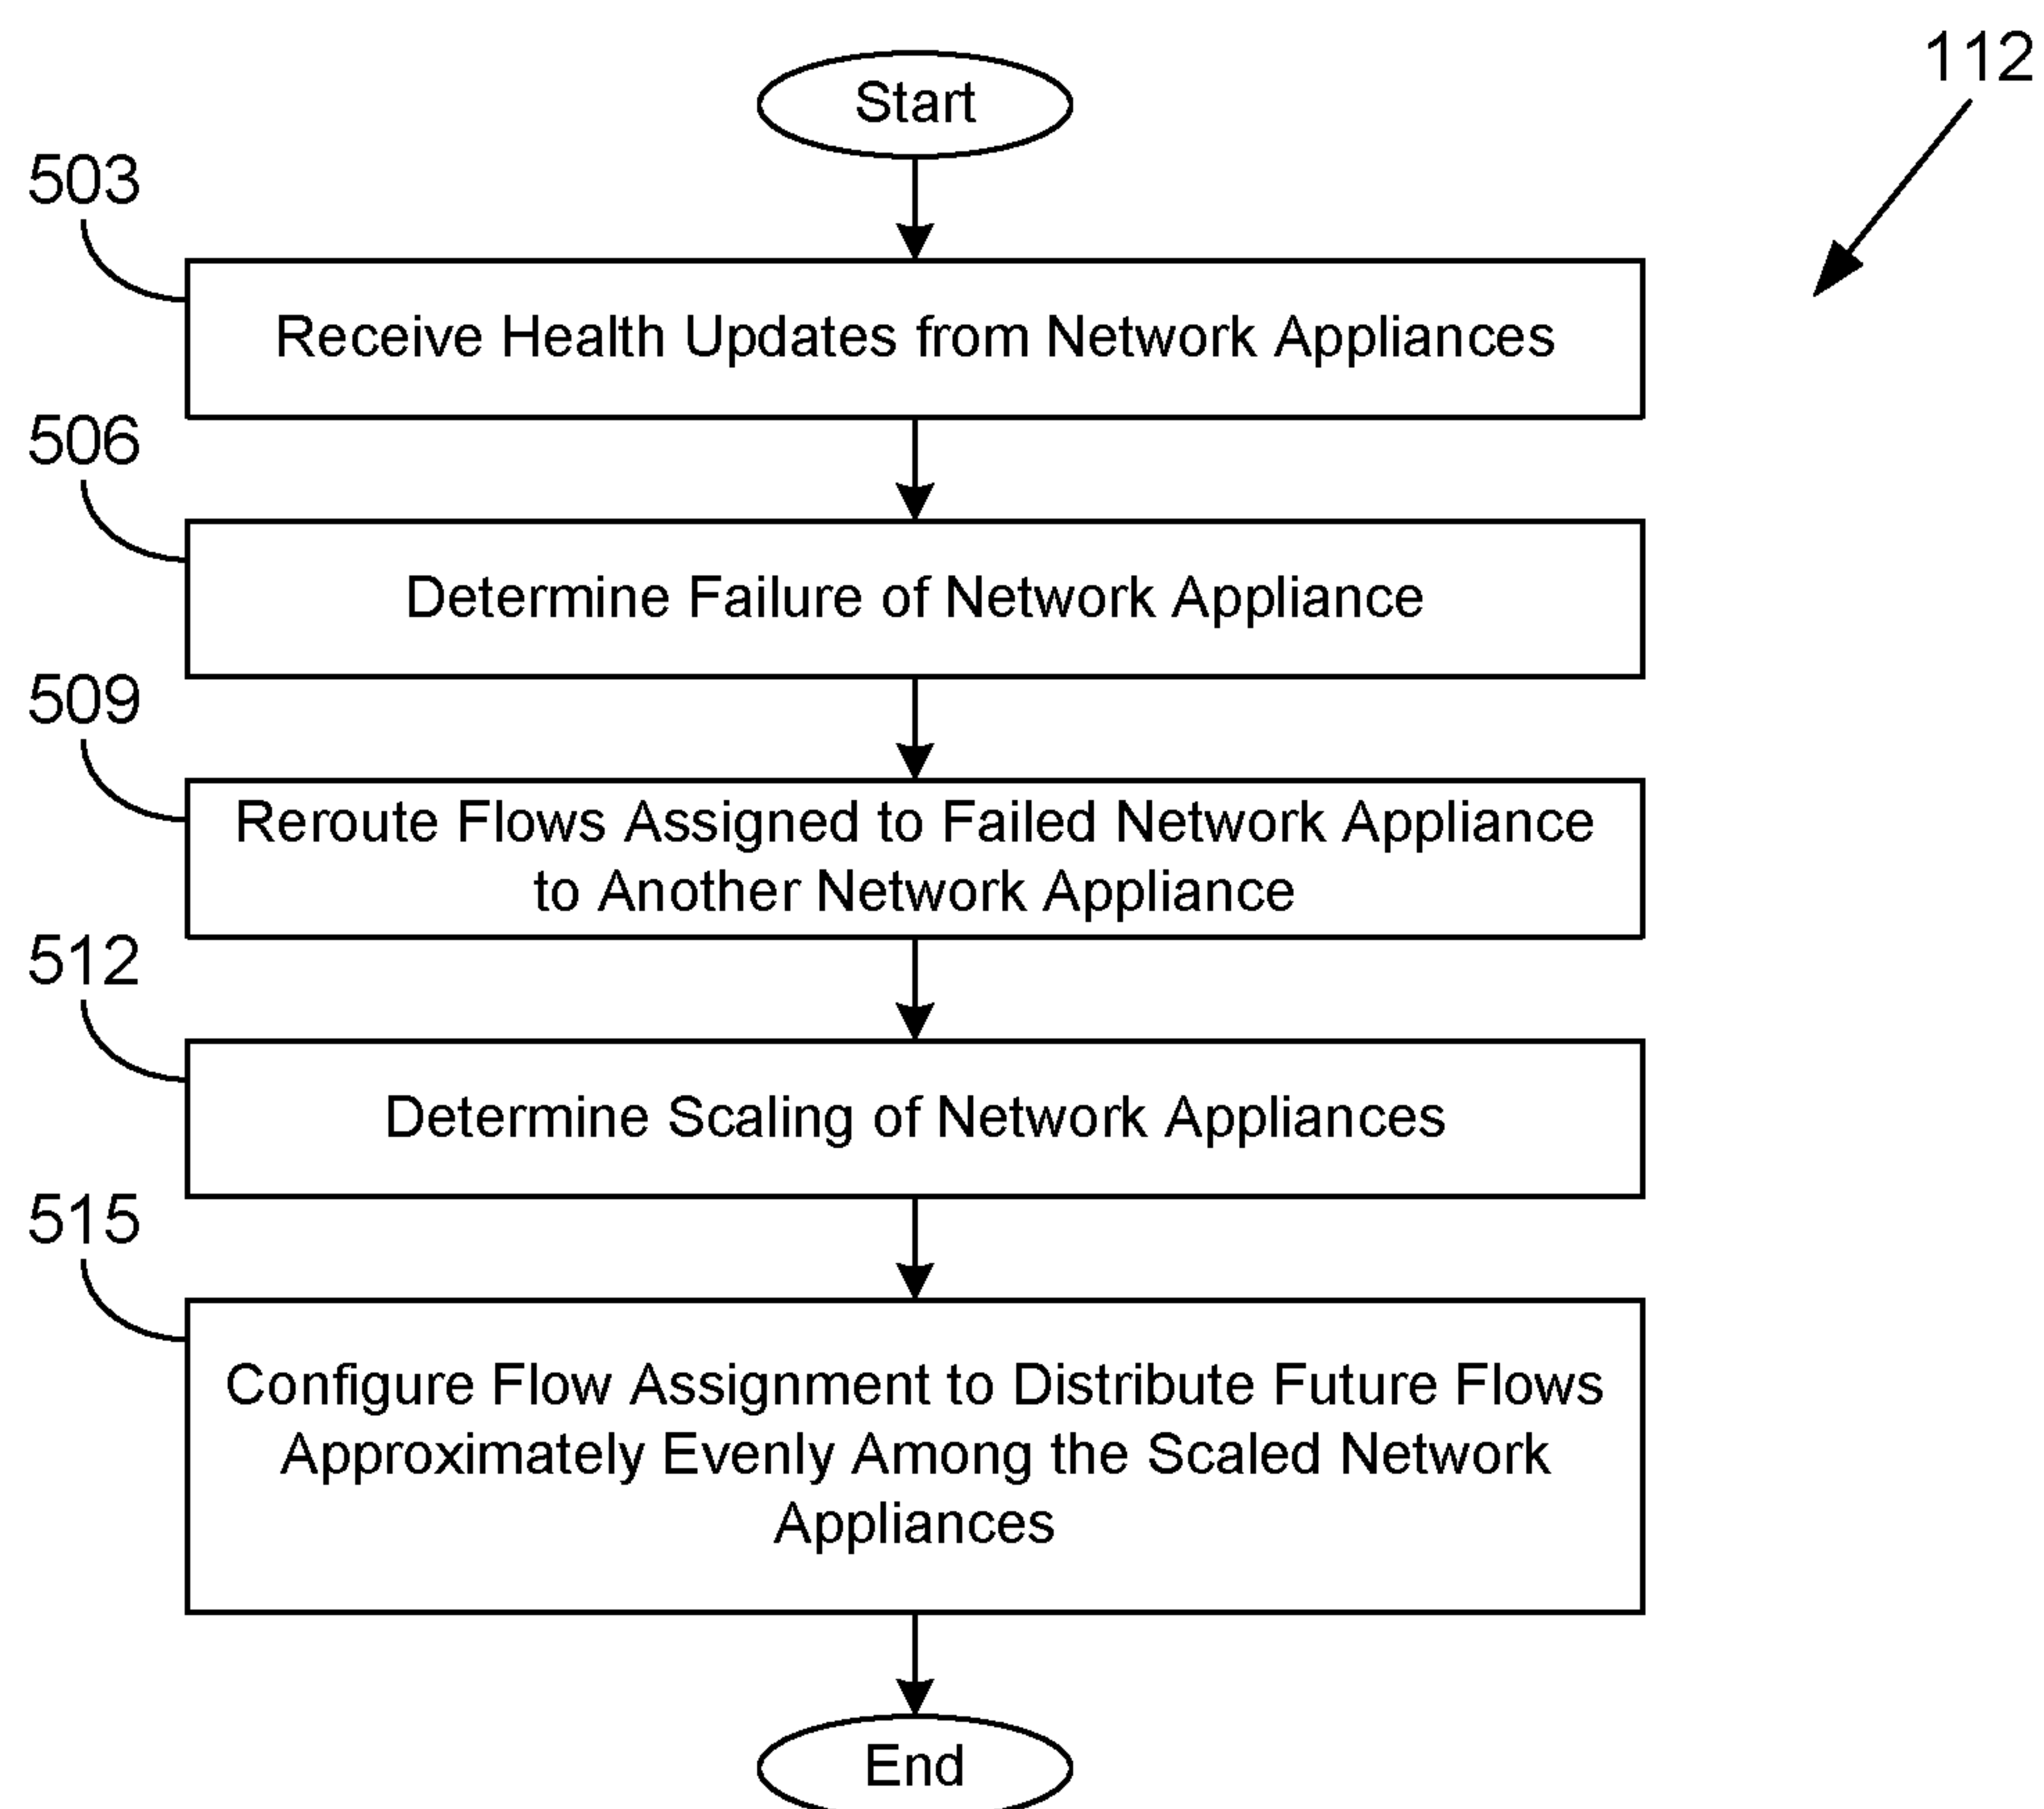 112
Start
503
Receive Health Updates from Network Appliances
506
Determine Failure of Network Appliance
509
Reroute Flows Assigned to Failed Network Appliance
to Another Network Appliance
512
Determine Scaling of Network Appliances
515
Configure Flow Assignment to Distribute Future Flows
Approximately Evenly Among the Scaled Network
Appliances
End